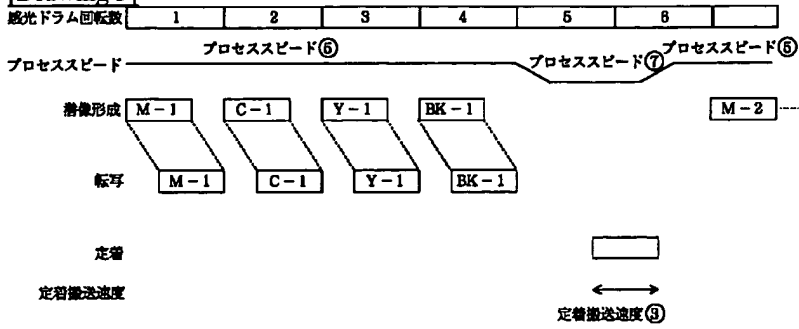 感光ドラム回転数 1 2 3 4 5 6
プロセススピード⑤ プロセススピード⑦ プロセススピード⑤
プロセススピード
潜像形成 M-1 C-1 Y-1 BK-1 M-2
転写 M-1 C-1 Y-1 BK-1
定着
定着搬送速度
定着搬送速度③